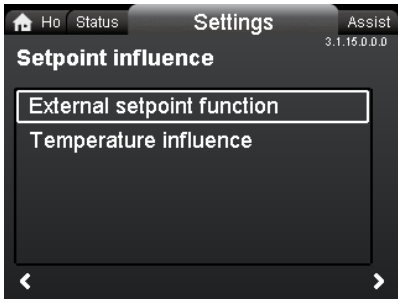 Ho Status Settings Assist
3.1.15.0.0.0
Setpoint influence
External setpoint function
Temperature influence